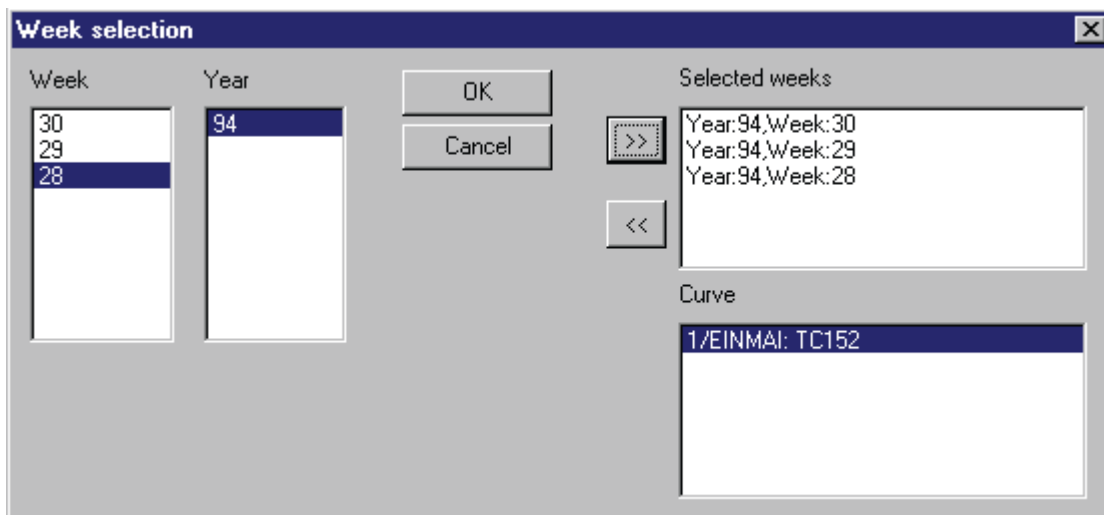 Week selection
Week
Year
30
29
28
94
OK
Cancel
>>
<<
Selected weeks
Year:94,Week:30
Year:94,Week:29
Year:94,Week:28
Curve
1/EINMAI: TC152